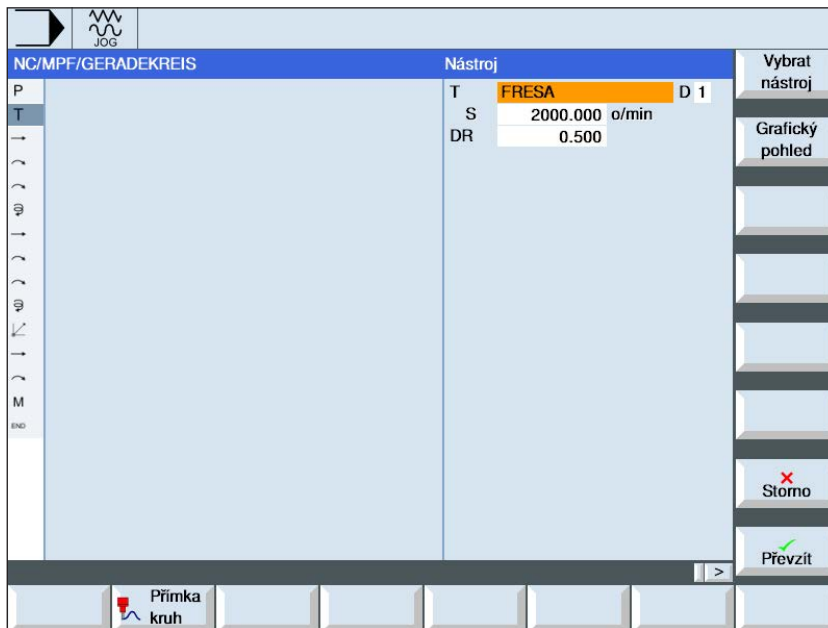 JOG
NC/MPF/GERADEKREIS
Nástroj
P
T
M
END
T FRESA D 1
S 2000.000 o/min
DR 0.500
Vybrat
nástroj
Grafický
pohled
Storno
Převzít
>
Přímka
kruh